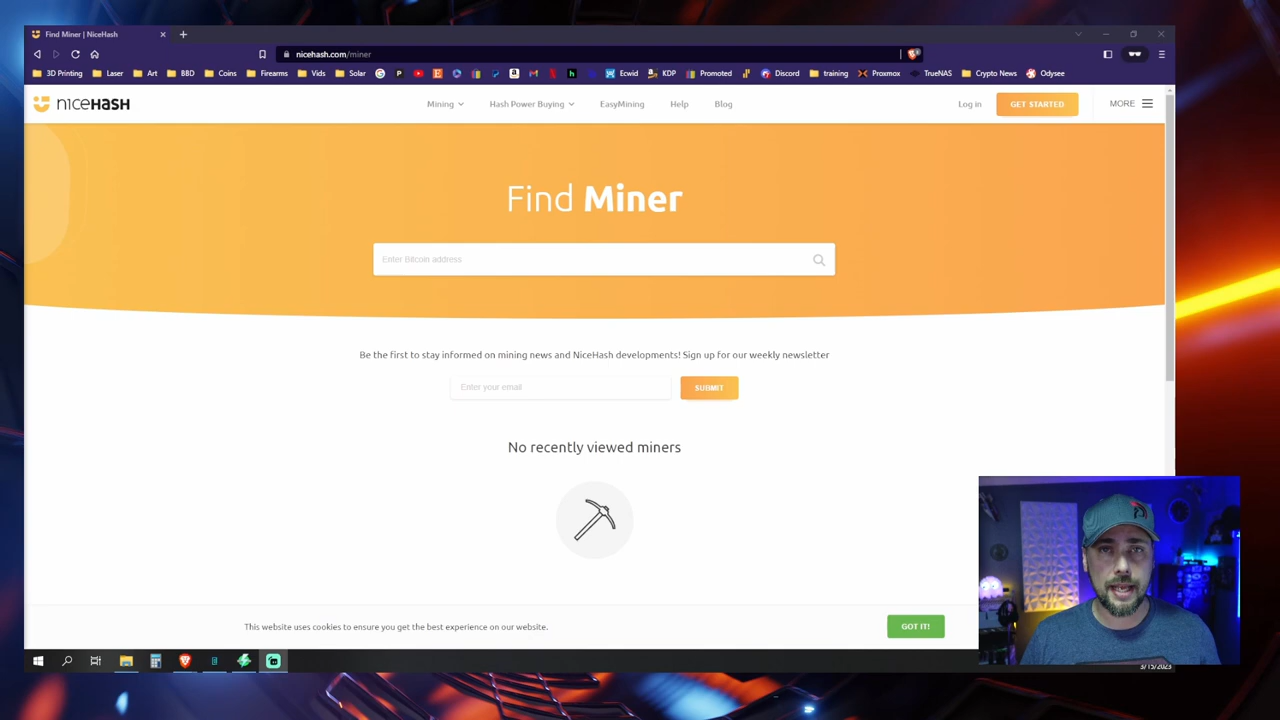 Find Miner | NiceHash
nicehash.com/miner
3D Printing Laser Art BBD Coins Firearms Vids Solar Ecwid KDP Promoted Discord training Proxmox TrueNAS Crypto News Odysee
niceHASH Mining Hash Power Buying EasyMining Help Blog Log in GET STARTED MORE
Find Miner
Enter Bitcoin address
Be the first to stay informed on mining news and NiceHash developments! Sign up for our weekly newsletter
Enter your email SUBMIT
No recently viewed miners
This website uses cookies to ensure you get the best experience on our website. GOT IT!
3/15/2023